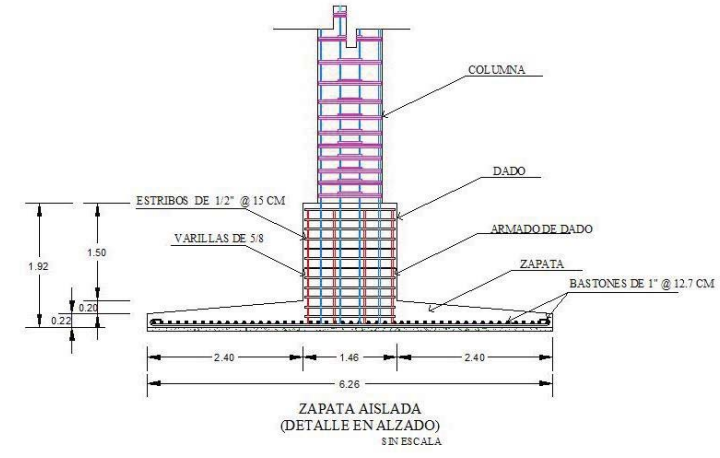 COLUMNA
DADO
ESTRIBOS DE 1/2" @ 15 CM
VARILLAS DE 5/8
ARMADO DE DADO
ZAPATA
BASTONES DE 1" @ 12.7 CM
1.92
1.50
0.20
0.22
2.40
1.46
2.40
6.26
ZAPATA AISLADA
(DETALLE EN ALZADO)
SIN ESCALA